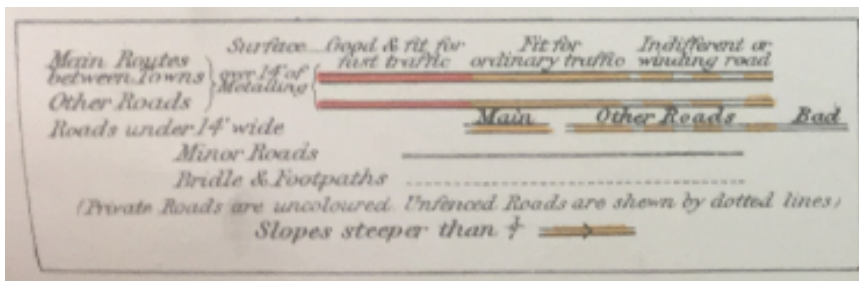 Surface Good & fit for fast traffic Fit for ordinary traffic Indifferent or winding road
Main Routes between Towns over 14' of Metalling
Other Roads
Roads under 14' wide Main Other Roads Bad
Minor Roads
Bridle & Footpaths
(Private Roads are uncoloured. Unfenced Roads are shewn by dotted lines)
Slopes steeper than 1/7